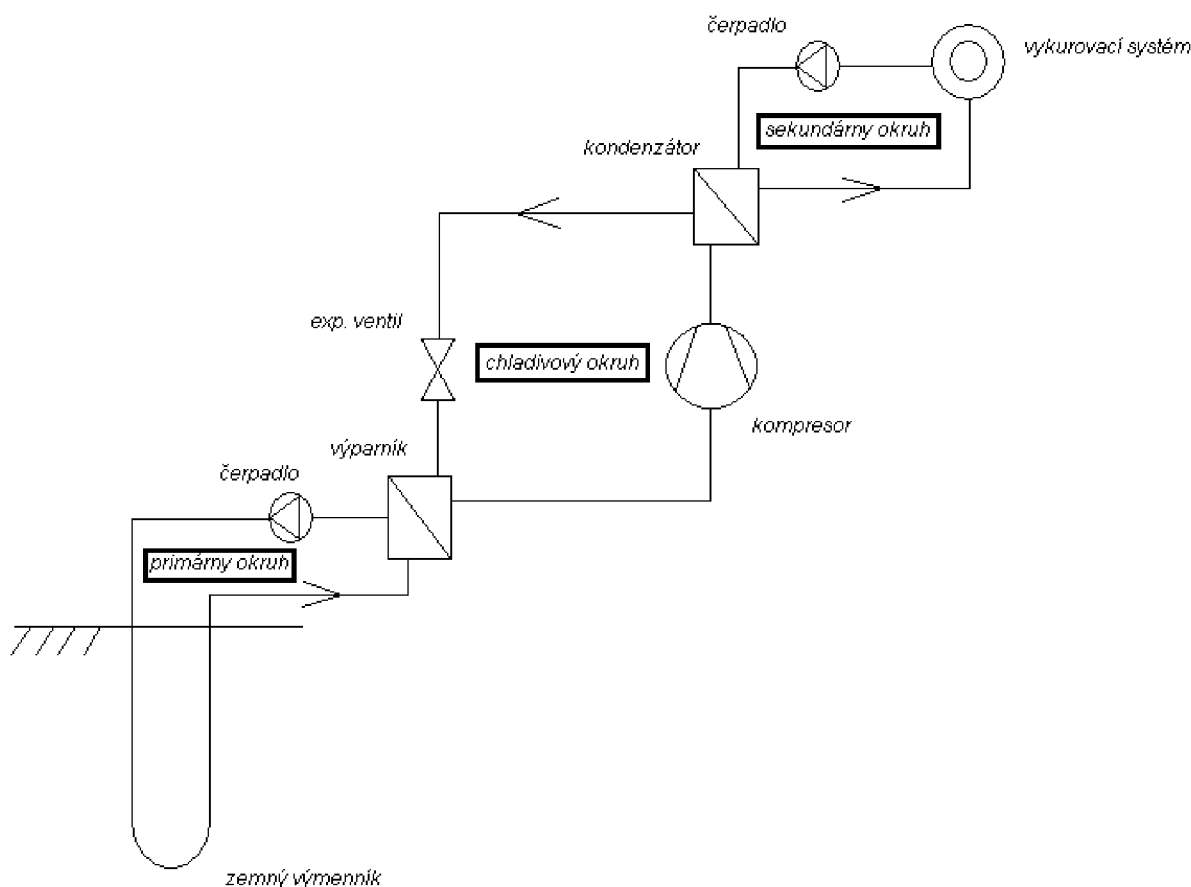 čerpadlo
vykurovací systém
sekundárny okruh
kondenzátor
exp. ventil
chladivový okruh
kompresor
výparník
čerpadlo
primárny okruh
zemný výmenník